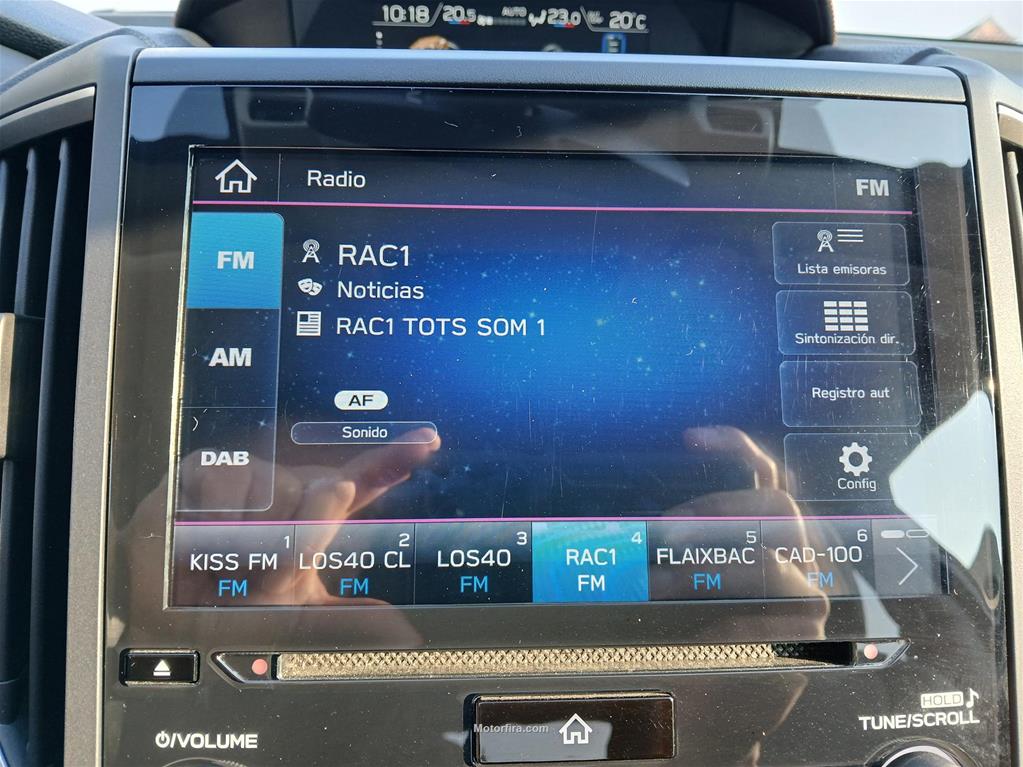 10:18 20.5 AUTO 23.0 20°C
Radio FM
FM
AM
DAB
RAC1
Noticias
RAC1 TOTS SOM 1
AF
Sonido
Lista emisoras
Sintonización dir.
Registro aut
Config
1 2 3 4 5 6
KISS FM LOS40 CL LOS40 RAC1 FLAIXBAC CAD-100
FM FM FM FM FM FM
Motorfira.com
HOLD
TUNE/SCROLL
/VOLUME